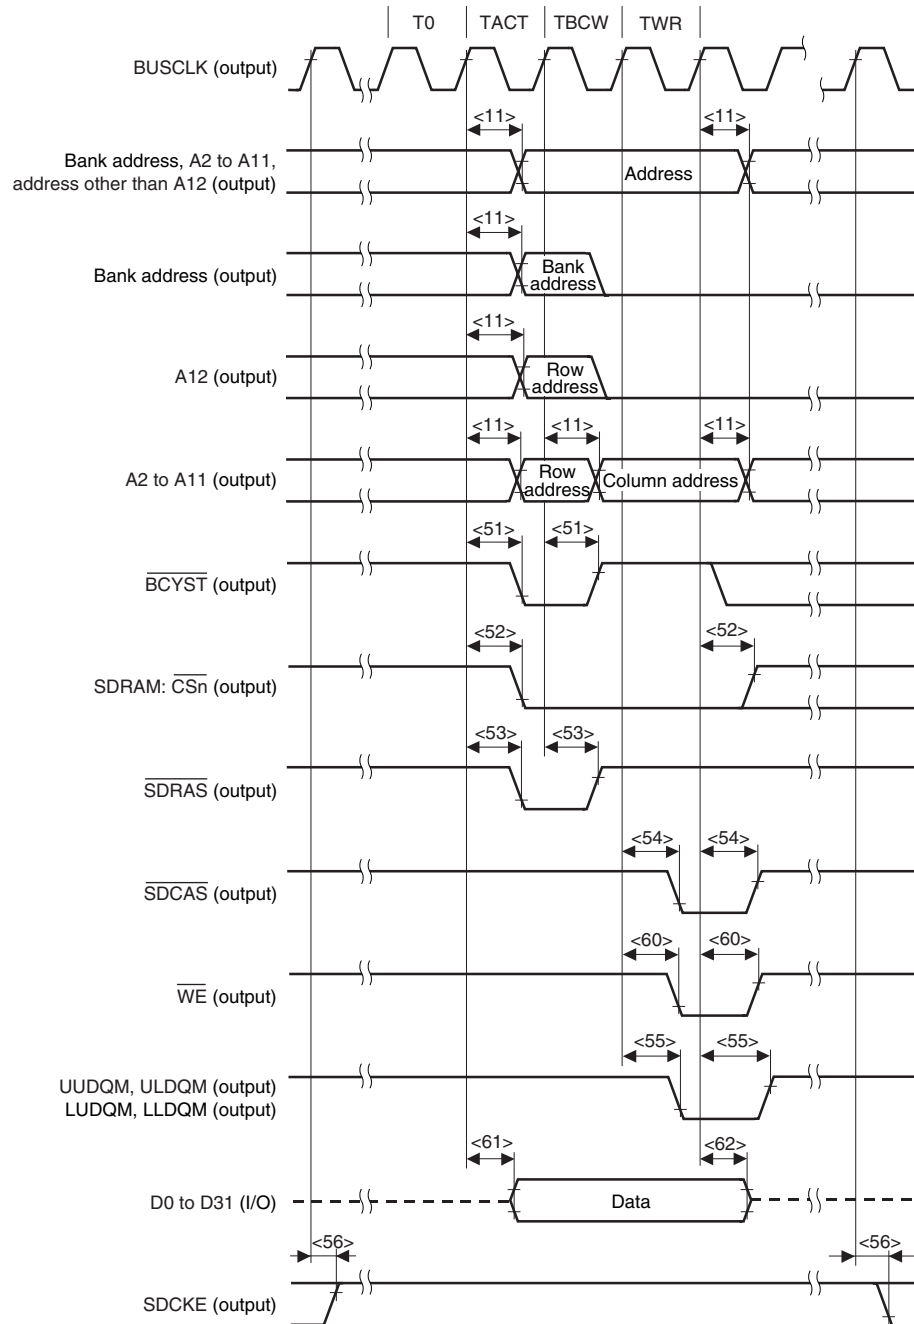 T0 TACT TBCW TWR
BUSCLK (output)
<11> <11>
Bank address, A2 to A11,
address other than A12 (output)
Address
<11>
Bank address (output)
Bank
address
<11>
A12 (output)
Row
address
<11> <11> <11>
A2 to A11 (output)
Row
address
Column address
<51> <51>
BCYST (output)
<52> <52>
SDRAM: CSn (output)
<53> <53>
SDRAS (output)
<54> <54>
SDCAS (output)
<60> <60>
WE (output)
<55> <55>
UUDQM, ULDQM (output)
LUDQM, LLDQM (output)
<61> <62>
D0 to D31 (I/O)
Data
<56> <56>
SDCKE (output)